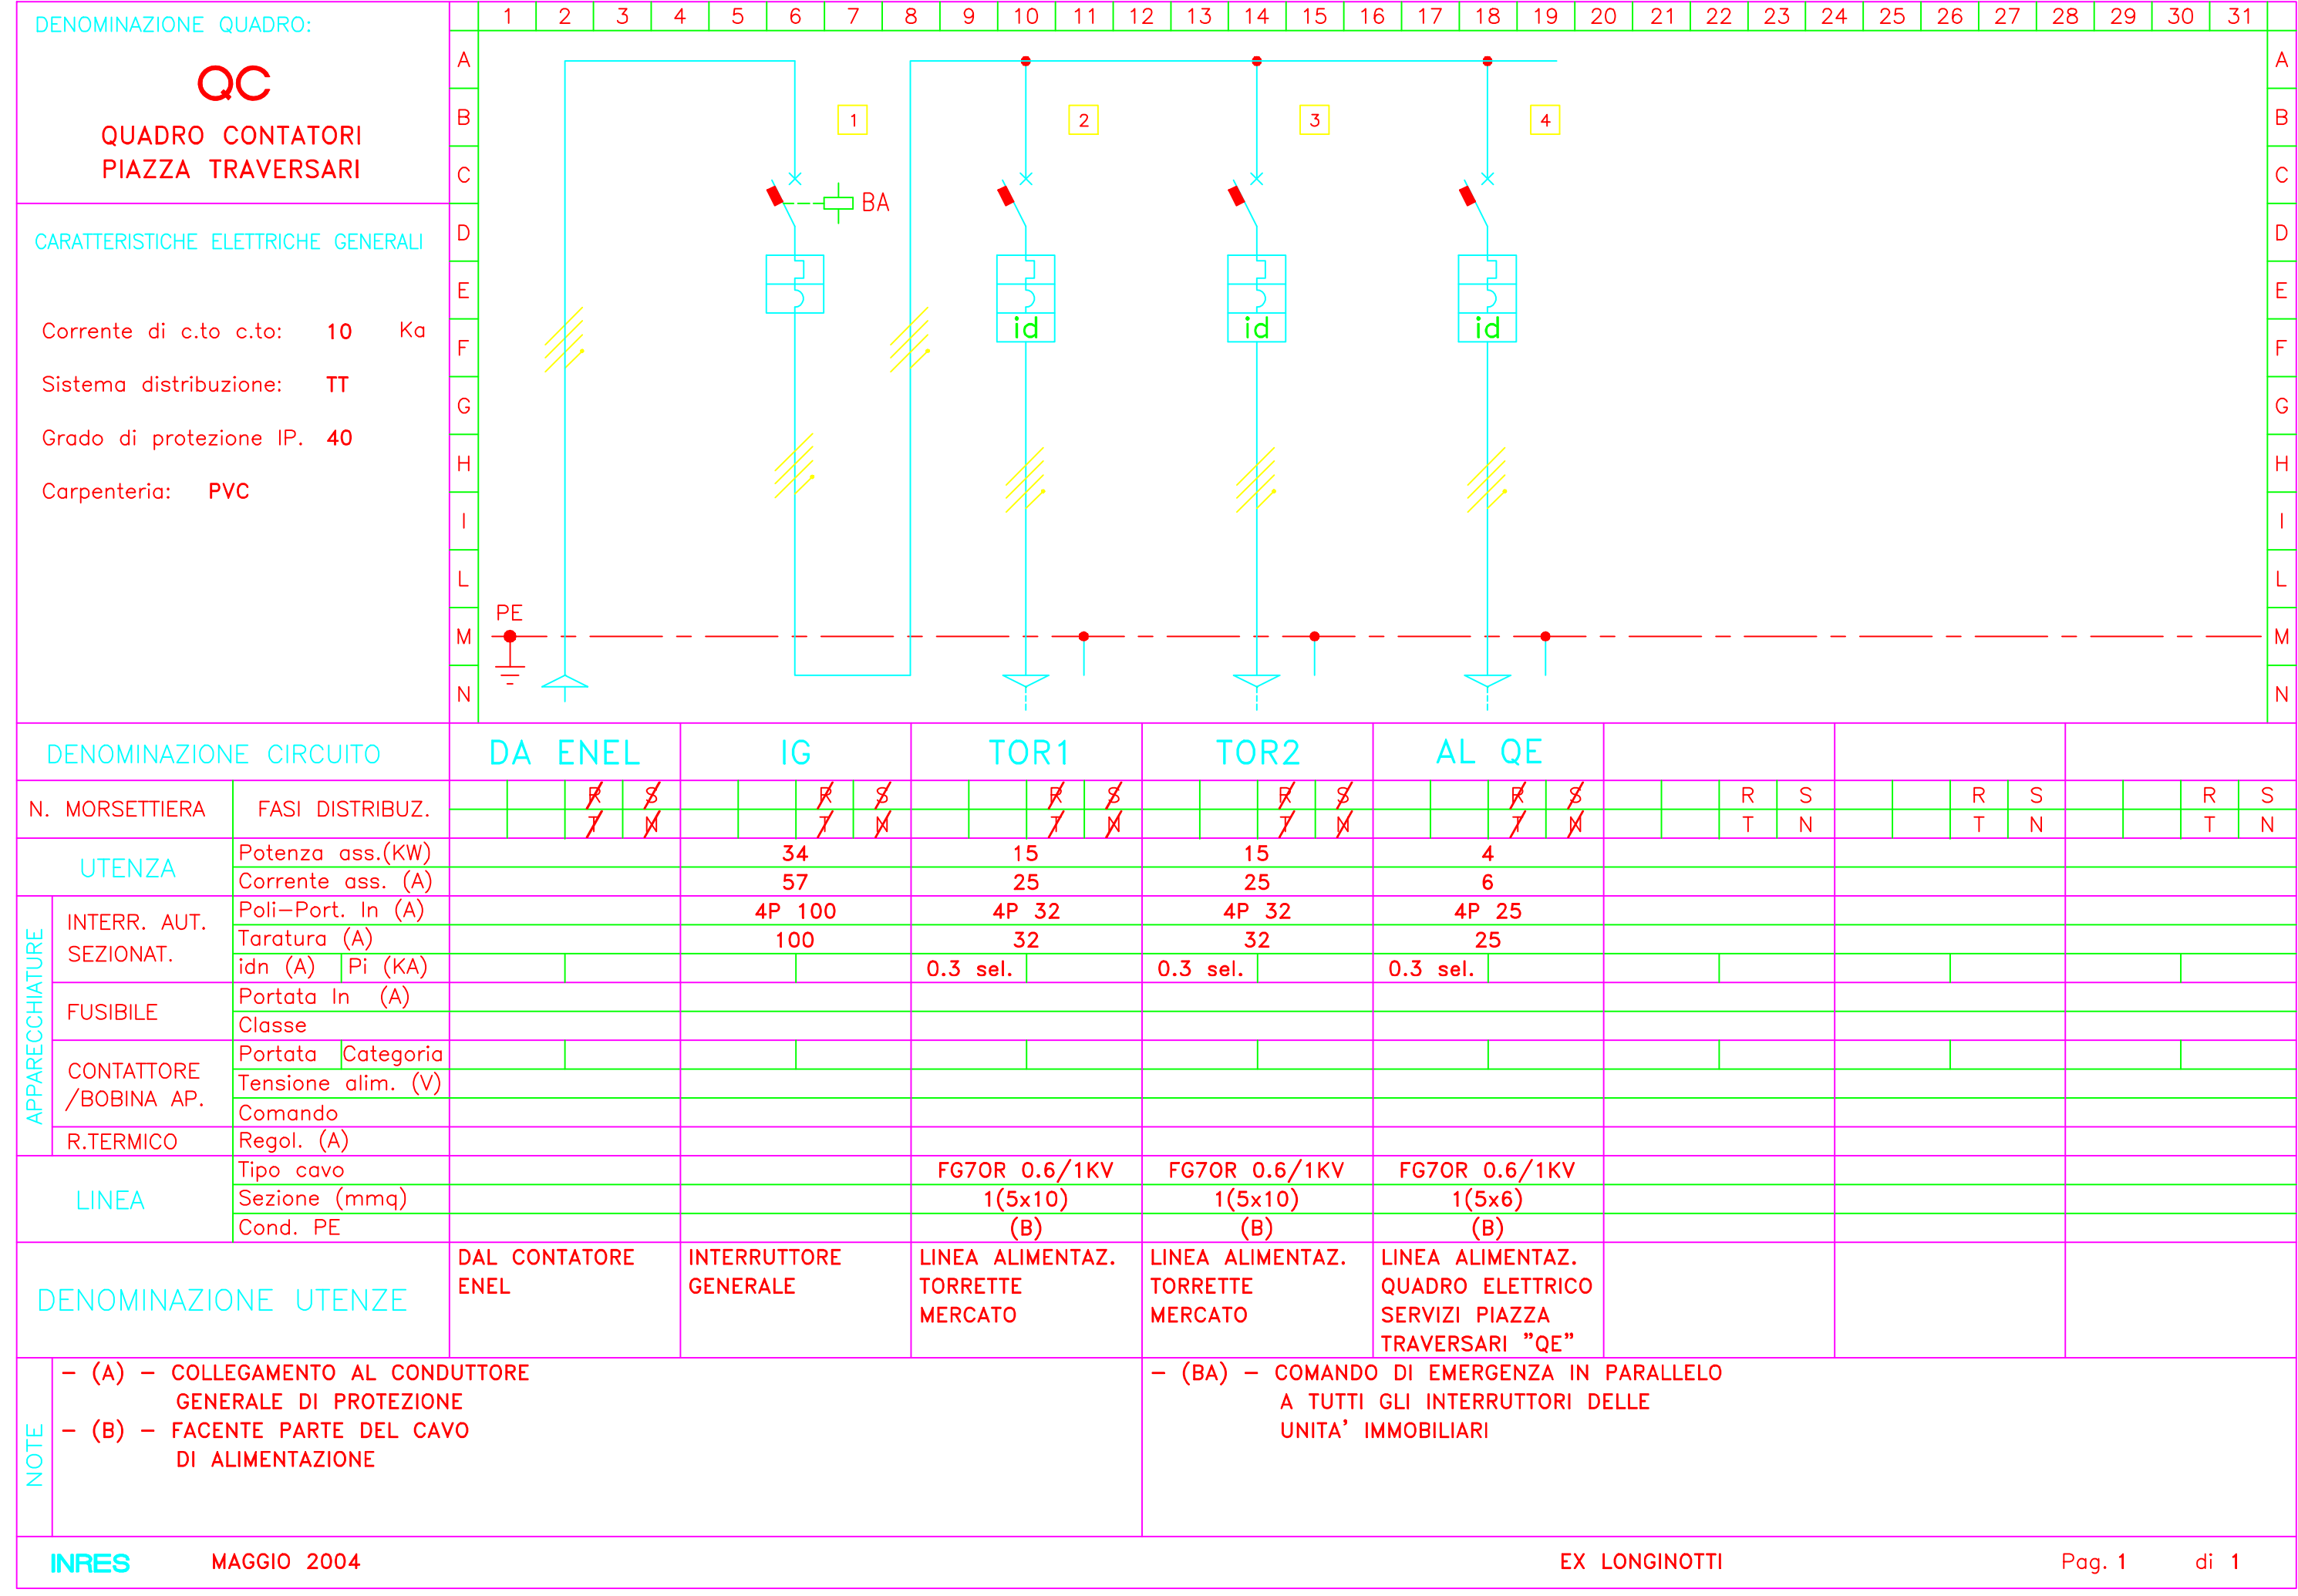 DENOMINAZIONE QUADRO:
QC
QUADRO CONTATORI
PIAZZA TRAVERSARI
CARATTERISTICHE ELETTRICHE GENERALI
Corrente di c.to c.to: 10 Ka
Sistema distribuzione: TT
Grado di protezione IP. 40
Carpenteria: PVC
1 2 3 4 5 6 7 8 9 10 11 12 13 14 15 16 17 18 19 20 21 22 23 24 25 26 27 28 29 30 31
A A
B 1 2 3 4 B
C C
BA
D D
E E
id id id
F F
G G
H H
I I
L L
PE
M M
N N
DENOMINAZIONE CIRCUITO DA ENEL IG TOR1 TOR2 AL QE
N. MORSETTIERA FASI DISTRIBUZ.
R S R S R S R S R S R S R S R S
T N T N T N T N T N T N T N T N
UTENZA
Potenza ass.(KW) 34 15 15 4
Corrente ass. (A) 57 25 25 6
APPARECCHIATURE
INTERR. AUT.
SEZIONAT.
Poli-Port. In (A) 4P 100 4P 32 4P 32 4P 25
Taratura (A) 100 32 32 25
idn (A) Pi (KA) 0.3 sel. 0.3 sel. 0.3 sel.
FUSIBILE
Portata In (A)
Classe
CONTATTORE
/BOBINA AP.
Portata Categoria
Tensione alim. (V)
Comando
R.TERMICO Regol. (A)
LINEA
Tipo cavo FG7OR 0.6/1KV FG7OR 0.6/1KV FG7OR 0.6/1KV
Sezione (mmq) 1(5x10) 1(5x10) 1(5x6)
Cond. PE (B) (B) (B)
DENOMINAZIONE UTENZE
DAL CONTATORE
ENEL
INTERRUTTORE
GENERALE
LINEA ALIMENTAZ.
TORRETTE
MERCATO
LINEA ALIMENTAZ.
TORRETTE
MERCATO
LINEA ALIMENTAZ.
QUADRO ELETTRICO
SERVIZI PIAZZA
TRAVERSARI "QE"
NOTE
- (A) - COLLEGAMENTO AL CONDUTTORE
GENERALE DI PROTEZIONE
- (B) - FACENTE PARTE DEL CAVO
DI ALIMENTAZIONE
- (BA) - COMANDO DI EMERGENZA IN PARALLELO
A TUTTI GLI INTERRUTTORI DELLE
UNITA' IMMOBILIARI
INRES MAGGIO 2004 EX LONGINOTTI Pag. 1 di 1